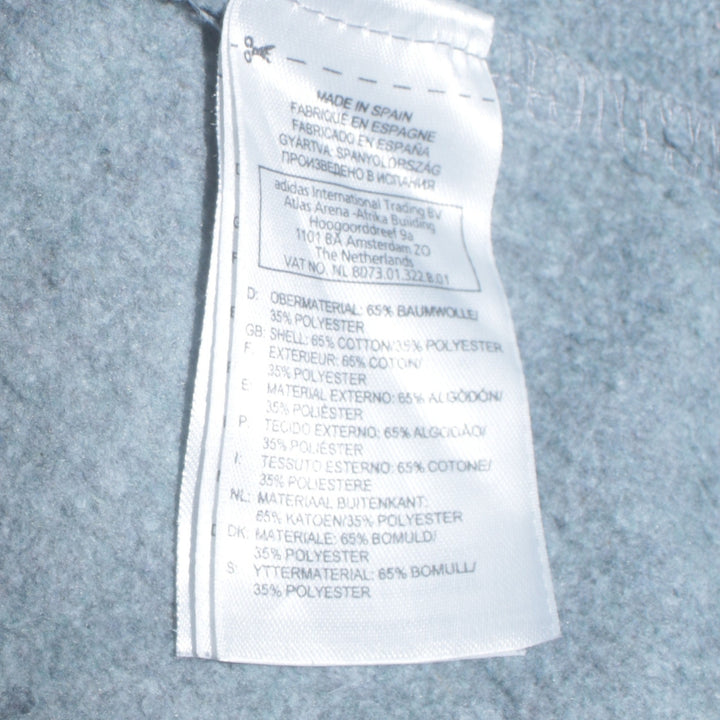 MADE IN SPAIN
FABRIQUÉ EN ESPAGNE
FABRICADO EN ESPAÑA
GYÁRTVA: SPANYOLORSZÁG
ПРОИЗВЕДЕНО В ИСПАНИЯ
adidas International Trading BV
Atlas Arena -Afrika Building
Hoogoorddreef 9a
1101 BA Amsterdam ZO
The Netherlands
VAT NO. NL 8073.01.322.B.01
D: OBERMATERIAL: 65% BAUMWOLLE/
35% POLYESTER
GB: SHELL: 65% COTTON/35% POLYESTER
F: EXTERIEUR: 65% COTON/
35% POLYESTER
E: MATERIAL EXTERNO: 65% ALGODÓN/
35% POLIÉSTER
P: TECIDO EXTERNO: 65% ALGODÃO/
35% POLIÉSTER
I: TESSUTO ESTERNO: 65% COTONE/
35% POLIESTERE
NL: MATERIAAL BUITENKANT:
65% KATOEN/35% POLYESTER
DK: MATERIALE: 65% BOMULD/
35% POLYESTER
S: YTTERMATERIAL: 65% BOMULL/
35% POLYESTER